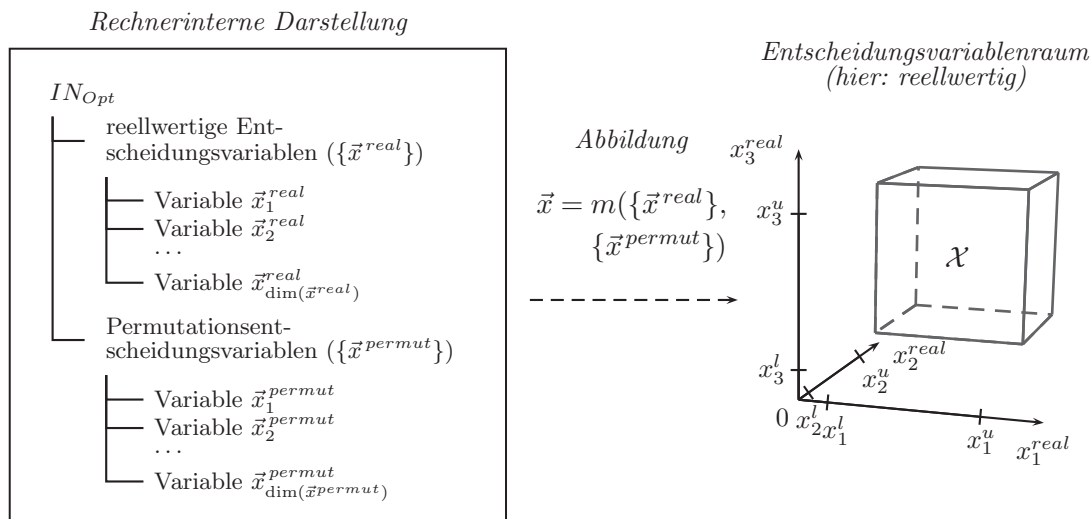 Rechnerinterne Darstellung
IN_{Opt}
reellwertige Ent-
scheidungsvariablen ({\vec{x}^{real}})
Variable \vec{x}_1^{real}
Variable \vec{x}_2^{real}
...
Variable \vec{x}_{dim(\vec{x}^{real})}^{real}
Permutationsent-
scheidungsvariablen ({\vec{x}^{permut}})
Variable \vec{x}_1^{permut}
Variable \vec{x}_2^{permut}
...
Variable \vec{x}_{dim(\vec{x}^{permut})}^{permut}
Abbildung
\vec{x} = m({\vec{x}^{real}},
{\vec{x}^{permut}})
Entscheidungsvariablenraum
(hier: reellwertig)
x_3^{real}
x_3^u
\mathcal{X}
x_2^{real}
x_3^l
x_2^u
0 x_2^l x_1^l
x_1^u
x_1^{real}